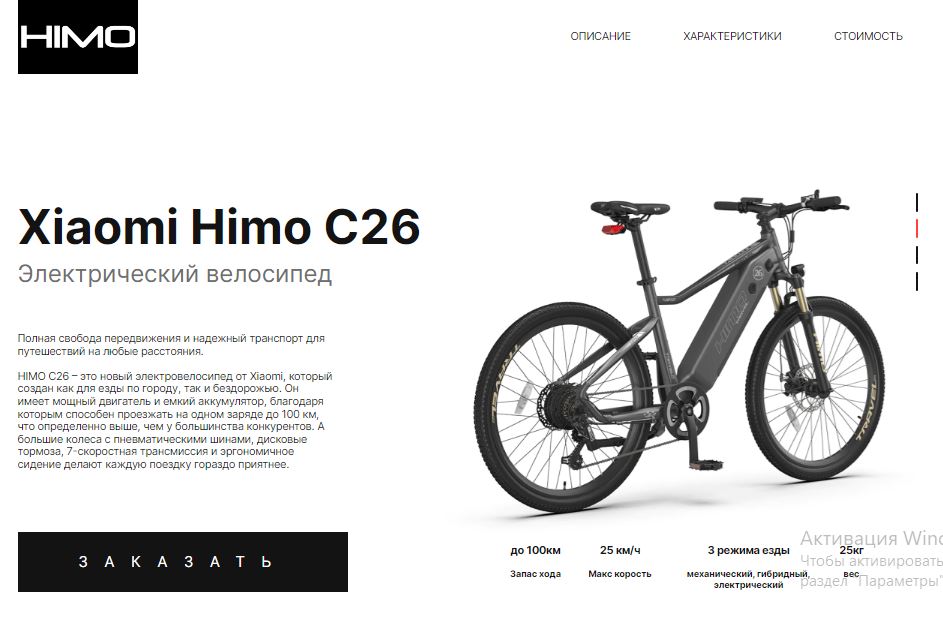 HIMO
ОПИСАНИЕ
ХАРАКТЕРИСТИКИ
СТОИМОСТЬ
Xiaomi Himo C26
Электрический велосипед
Полная свобода передвижения и надежный транспорт для
путешествий на любые расстояния.
HIMO C26 – это новый электровелосипед от Xiaomi, который
создан как для езды по городу, так и бездорожью. Он
имеет мощный двигатель и емкий аккумулятор, благодаря
которым способен проезжать на одном заряде до 100 км,
что определенно выше, чем у большинства конкурентов. А
большие колеса с пневматическими шинами, дисковые
тормоза, 7-скоростная трансмиссия и эргономичное
сидение делают каждую поездку гораздо приятнее.
ЗАКАЗАТЬ
HIMO
TRAVEL
TRAVEL
до 100км
Запас хода
25 км/ч
Макс корость
3 режима езды
механический, гибридный,
электрический
25кг
вес
Активация Wind
Чтобы активировать
раздел "Параметры"